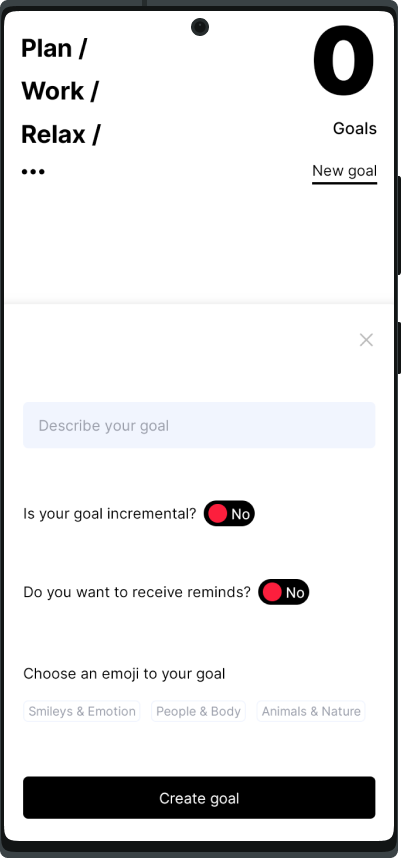 Plan /
Work /
Relax /
•••
0
Goals
New goal
Describe your goal
Is your goal incremental? No
Do you want to receive reminds? No
Choose an emoji to your goal
Smileys & Emotion People & Body Animals & Nature
Create goal